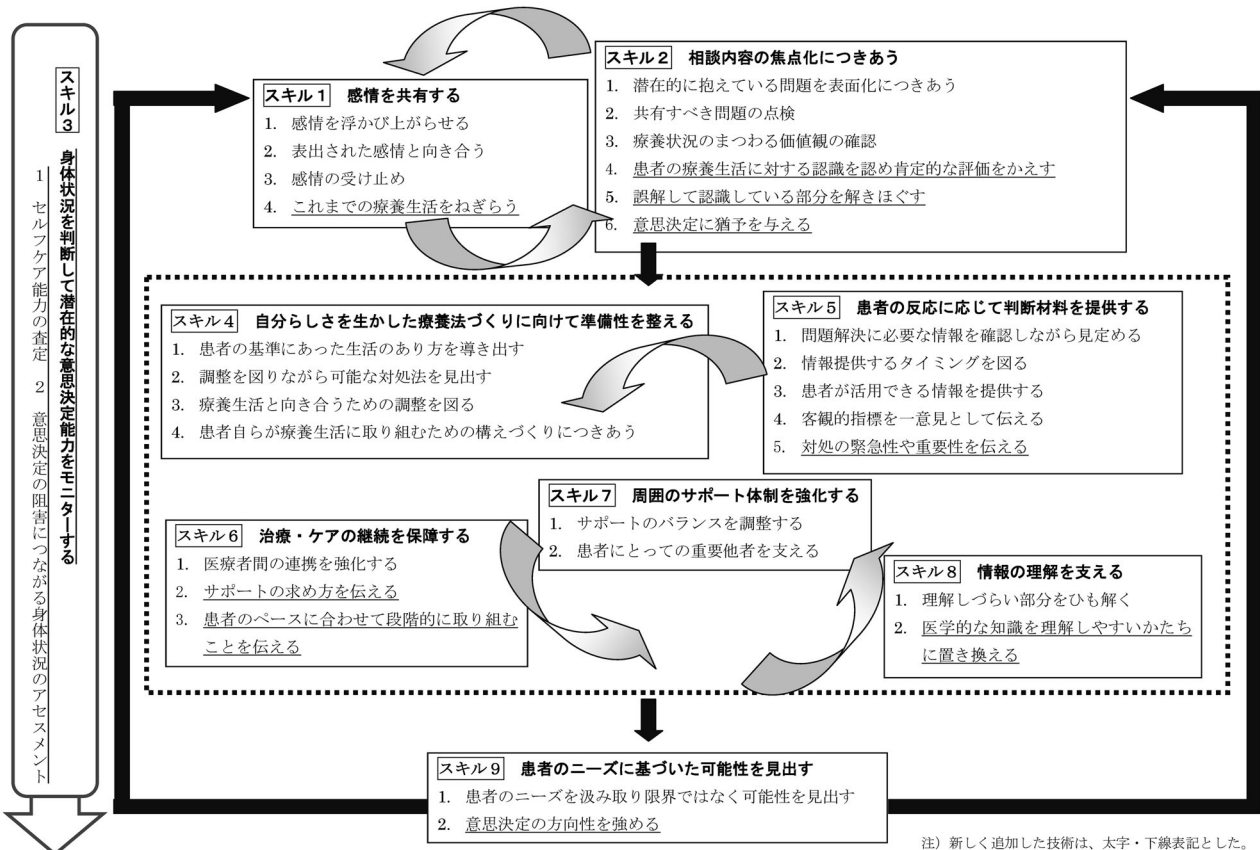 スキル3 身体状況を判断して潜在的な意思決定能力をモニターする
1 セルフケア能力の査定 2 意思決定の阻害につながる身体状況のアセスメント
スキル1 感情を共有する
1. 感情を浮かび上がらせる
2. 表出された感情と向き合う
3. 感情の受け止め
4. これまでの療養生活をねぎらう
スキル2 相談内容の焦点化につきあう
1. 潜在的に抱えている問題を表面化につきあう
2. 共有すべき問題の点検
3. 療養状況のまつわる価値観の確認
4. 患者の療養生活に対する認識を認め肯定的な評価をかえす
5. 誤解して認識している部分を解きほぐす
6. 意思決定に猶予を与える
スキル4 自分らしさを生かした療養法づくりに向けて準備性を整える
1. 患者の基準にあった生活のあり方を導き出す
2. 調整を図りながら可能な対処法を見出す
3. 療養生活と向き合うための調整を図る
4. 患者自らが療養生活に取り組むための構えづくりにつきあう
スキル5 患者の反応に応じて判断材料を提供する
1. 問題解決に必要な情報を確認しながら見定める
2. 情報提供するタイミングを図る
3. 患者が活用できる情報を提供する
4. 客観的指標を一意見として伝える
5. 対処の緊急性や重要性を伝える
スキル7 周囲のサポート体制を強化する
1. サポートのバランスを調整する
2. 患者にとっての重要他者を支える
スキル6 治療・ケアの継続を保障する
1. 医療者間の連携を強化する
2. サポートの求め方を伝える
3. 患者のペースに合わせて段階的に取り組む
ことを伝える
スキル8 情報の理解を支える
1. 理解しづらい部分をひも解く
2. 医学的な知識を理解しやすいかたち
に置き換える
スキル9 患者のニーズに基づいた可能性を見出す
1. 患者のニーズを汲み取り限界ではなく可能性を見出す
2. 意思決定の方向性を強める
注）新しく追加した技術は、太字・下線表記とした。